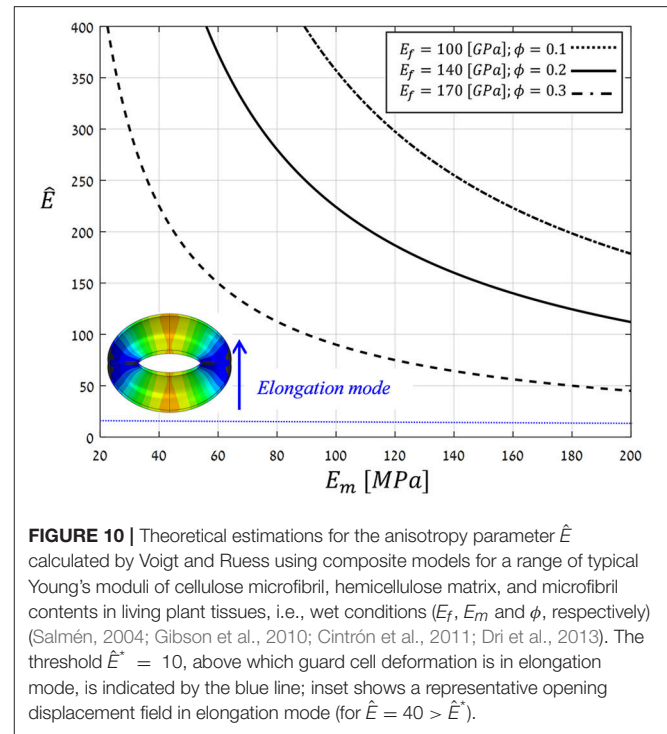 400
350
300
250
200
150
100
50
0
Ê
E_f = 100 [GPa]; ϕ = 0.1
E_f = 140 [GPa]; ϕ = 0.2
E_f = 170 [GPa]; ϕ = 0.3
Elongation mode
20 40 60 80 100 120 140 160 180 200
E_m [MPa]
FIGURE 10 | Theoretical estimations for the anisotropy parameter Ê
calculated by Voigt and Ruess using composite models for a range of typical
Young's moduli of cellulose microfibril, hemicellulose matrix, and microfibril
contents in living plant tissues, i.e., wet conditions (E_f, E_m and ϕ, respectively)
(Salmén, 2004; Gibson et al., 2010; Cintrón et al., 2011; Dri et al., 2013). The
threshold Ê* = 10, above which guard cell deformation is in elongation
mode, is indicated by the blue line; inset shows a representative opening
displacement field in elongation mode (for Ê = 40 > Ê*).